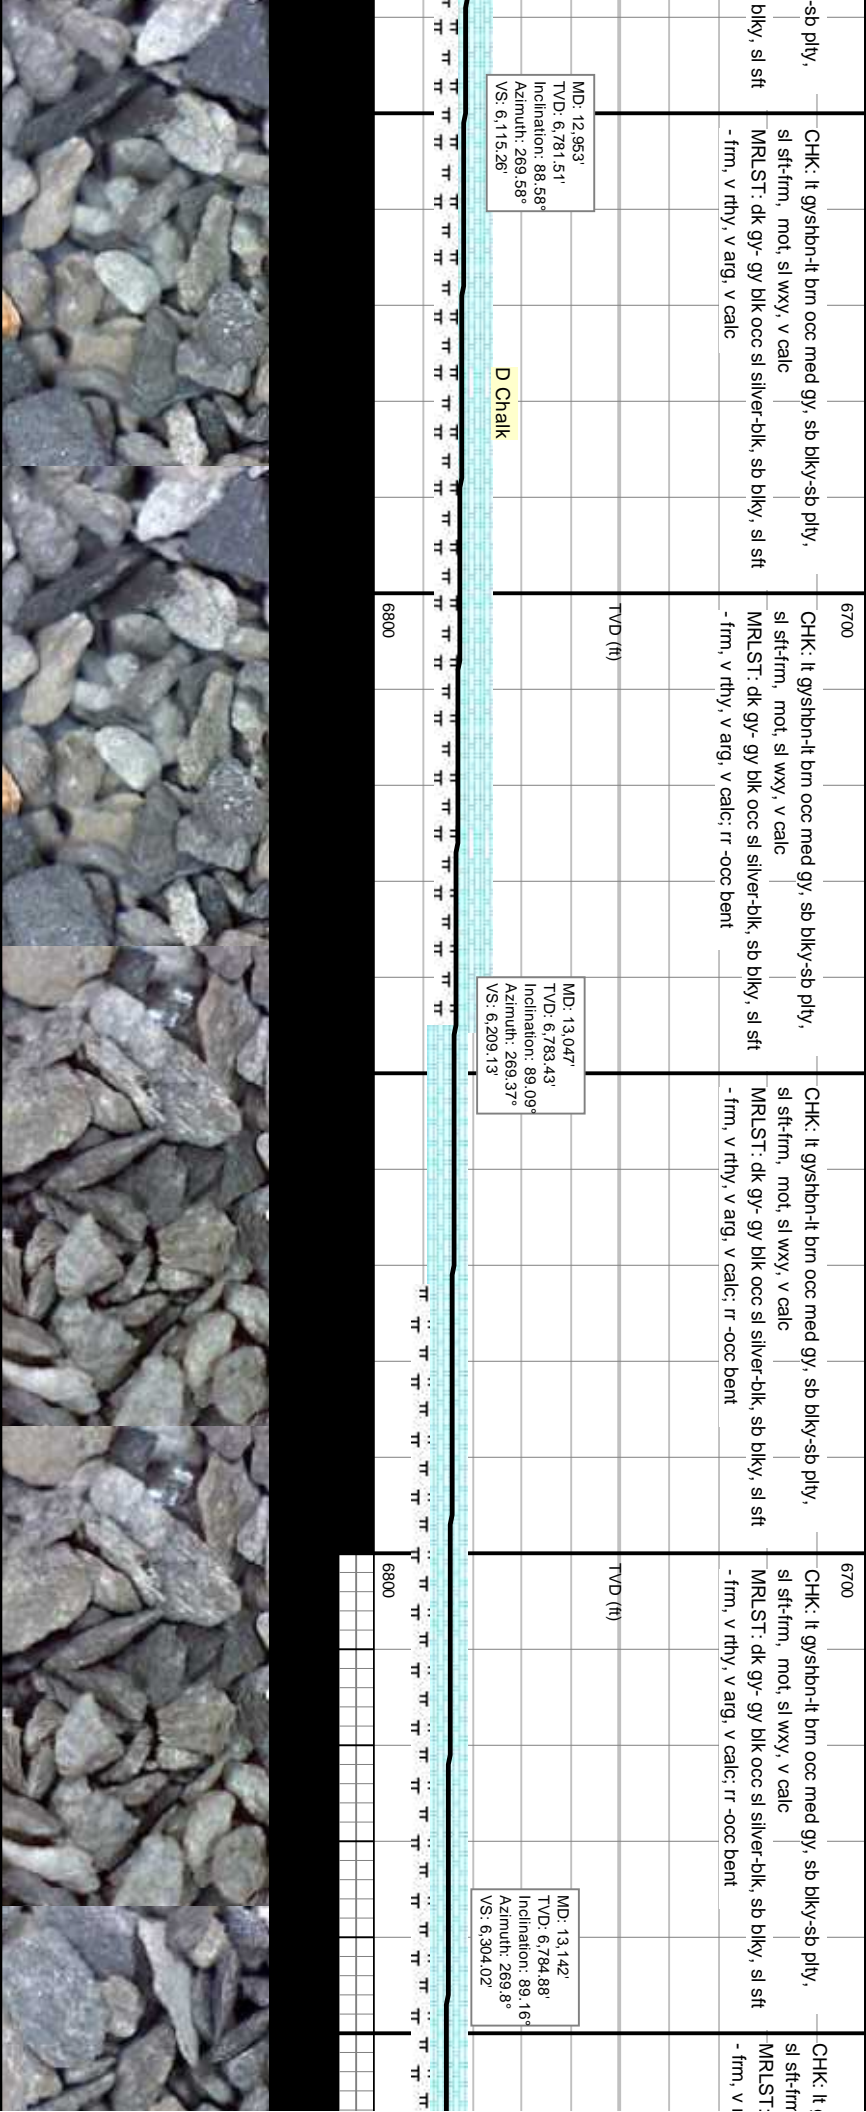 -sb plty,
blky, sl sft
MD: 12,953'
TVD: 6,781.51'
Inclination: 88.58°
Azimuth: 269.58°
VS: 6,115.26'
CHK: lt gyshbn-lt brn occ med gy, sb blky-sb plty,
sl sft-frm, mot, sl wxy, v calc
MRLST: dk gy- gy blk occ sl silver-blk, sb blky, sl sft
- frm, v rthy, v arg, v calc
D Chalk
6700
TVD (ft)
6800
CHK: lt gyshbn-lt brn occ med gy, sb blky-sb plty,
sl sft-frm, mot, sl wxy, v calc
MRLST: dk gy- gy blk occ sl silver-blk, sb blky, sl sft
- frm, v rthy, v arg, v calc; rr -occ bent
MD: 13,047'
TVD: 6,783.43'
Inclination: 89.09°
Azimuth: 269.37°
VS: 6,209.13'
CHK: lt gyshbn-lt brn occ med gy, sb blky-sb plty,
sl sft-frm, mot, sl wxy, v calc
MRLST: dk gy- gy blk occ sl silver-blk, sb blky, sl sft
- frm, v rthy, v arg, v calc; rr -occ bent
6700
TVD (ft)
6800
CHK: lt gyshbn-lt brn occ med gy, sb blky-sb plty,
sl sft-frm, mot, sl wxy, v calc
MRLST: dk gy- gy blk occ sl silver-blk, sb blky, sl sft
- frm, v rthy, v arg, v calc; rr -occ bent
MD: 13,142'
TVD: 6,784.88'
Inclination: 89.16°
Azimuth: 269.8°
VS: 6,304.02'
CHK: lt
sl sft-frm
MRLST:
- frm, v